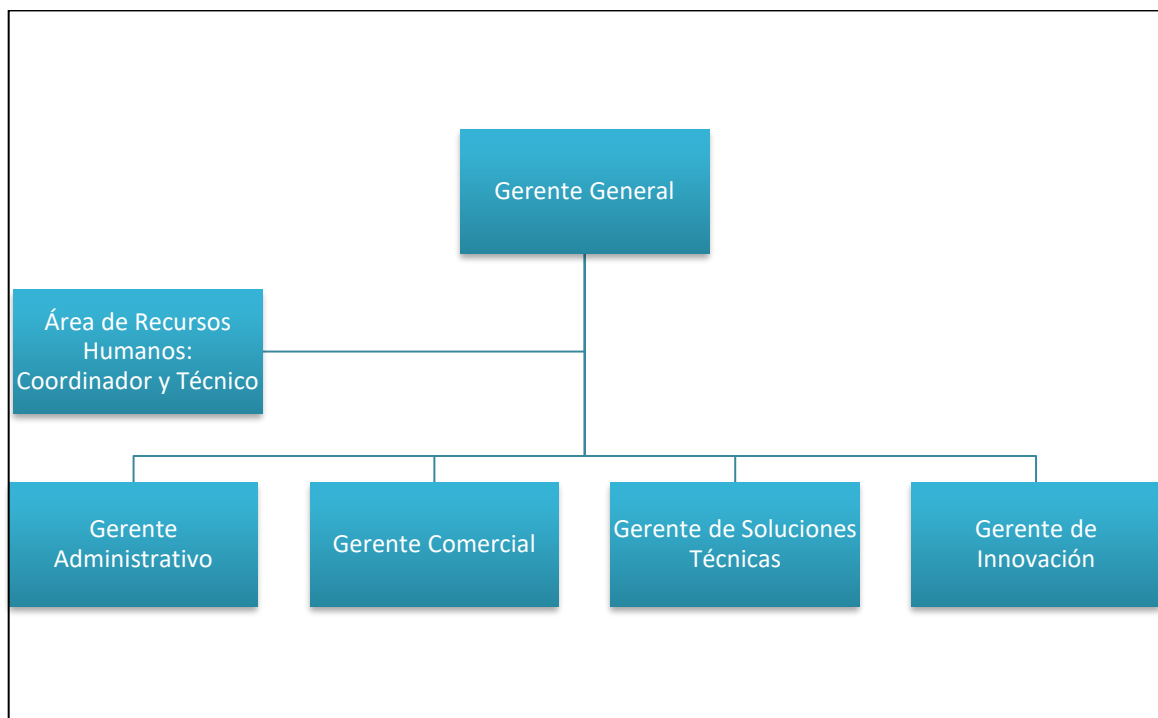 Gerente General
Área de Recursos
Humanos:
Coordinador y Técnico
Gerente
Administrativo
Gerente Comercial
Gerente de Soluciones
Técnicas
Gerente de
Innovación